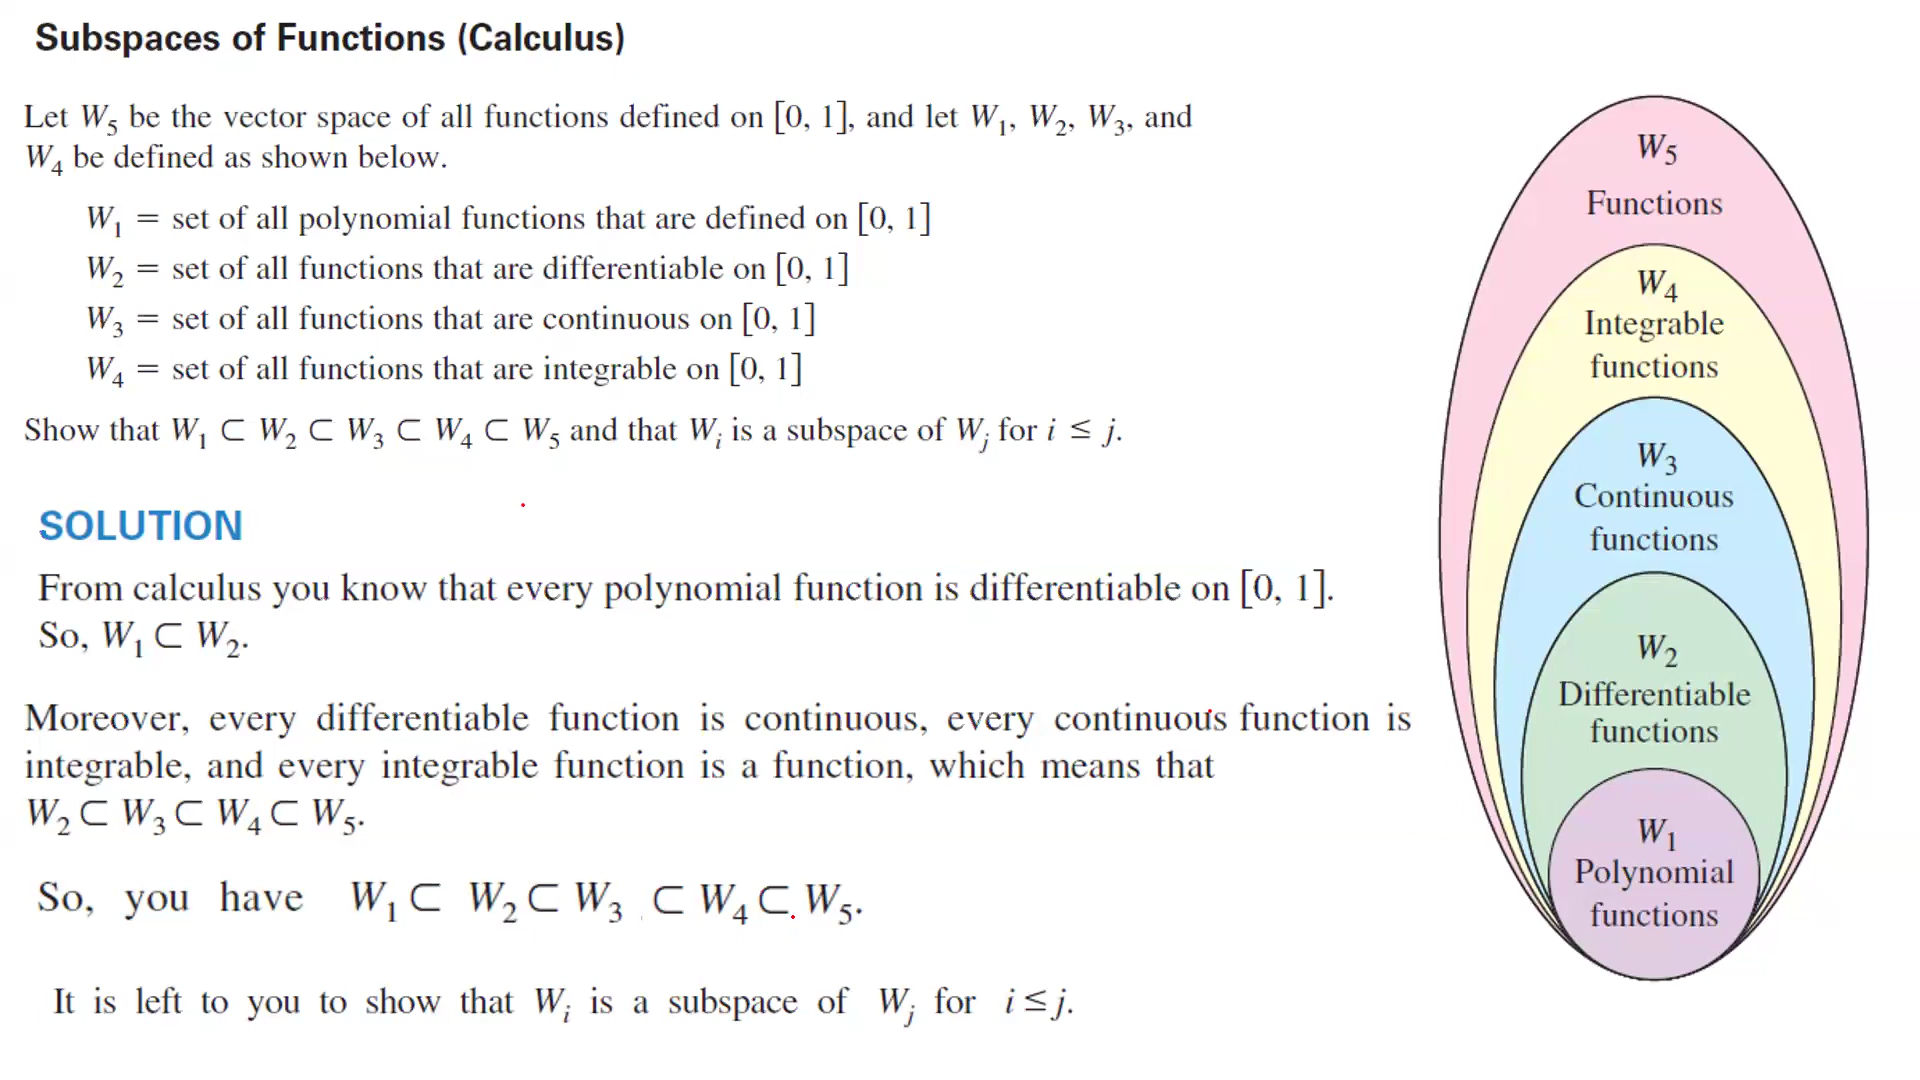 Subspaces of Functions (Calculus)
Let W₅ be the vector space of all functions defined on [0, 1], and let W₁, W₂, W₃, and
W₄ be defined as shown below.
W₁ = set of all polynomial functions that are defined on [0, 1]
W₂ = set of all functions that are differentiable on [0, 1]
W₃ = set of all functions that are continuous on [0, 1]
W₄ = set of all functions that are integrable on [0, 1]
Show that W₁ ⊂ W₂ ⊂ W₃ ⊂ W₄ ⊂ W₅ and that Wᵢ is a subspace of Wⱼ for i ≤ j.
SOLUTION
From calculus you know that every polynomial function is differentiable on [0, 1].
So, W₁ ⊂ W₂.
Moreover, every differentiable function is continuous, every continuous function is
integrable, and every integrable function is a function, which means that
W₂ ⊂ W₃ ⊂ W₄ ⊂ W₅.
So, you have W₁ ⊂ W₂ ⊂ W₃ ⊂ W₄ ⊂ W₅.
It is left to you to show that Wᵢ is a subspace of Wⱼ for i ≤ j.
W₅
Functions
W₄
Integrable
functions
W₃
Continuous
functions
W₂
Differentiable
functions
W₁
Polynomial
functions